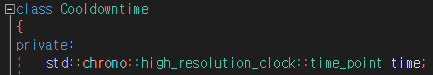 class Cooldowntime
{
private:
std::chrono::high_resolution_clock::time_point time;